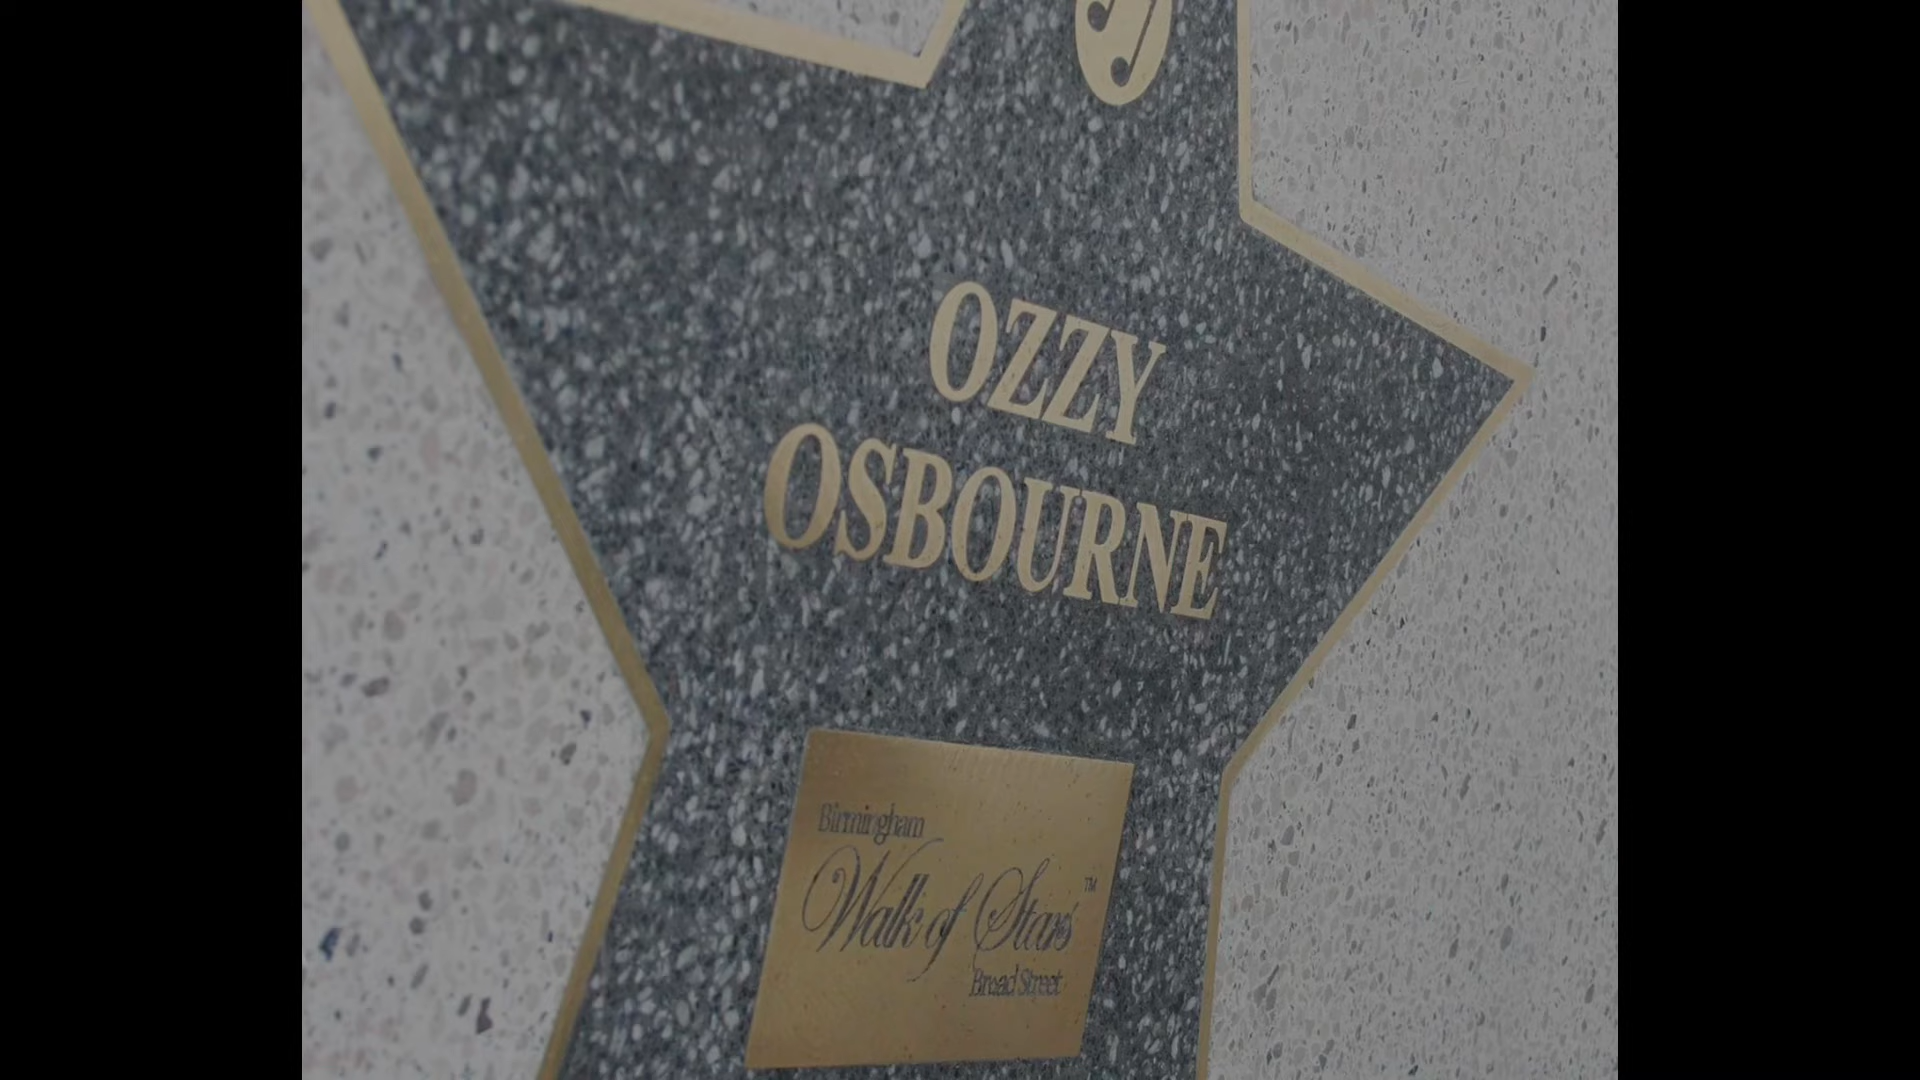 OZZY
OSBOURNE
Birmingham
Walk of Stars™
Broad Street